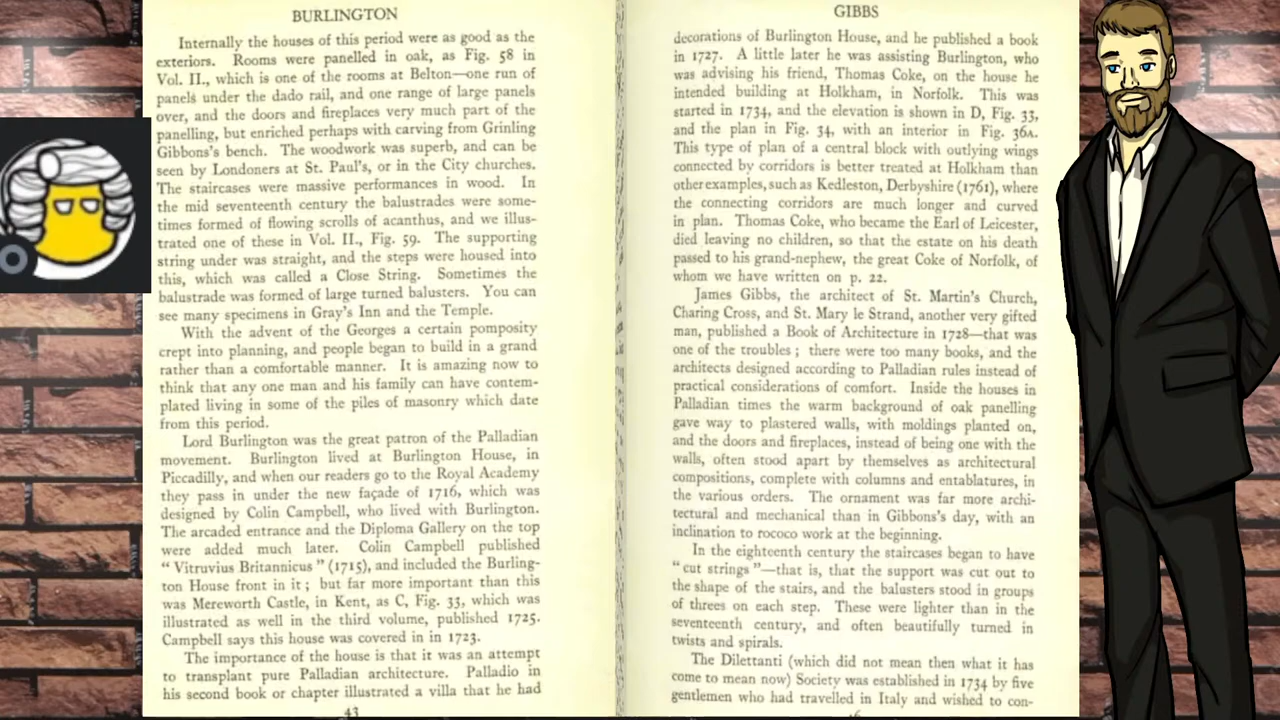 BURLINGTON
Internally the houses of this period were as good as the
exteriors. Rooms were panelled in oak, as Fig. 58 in
Vol. II., which is one of the rooms at Belton—one run of
panels under the dado rail, and one range of large panels
over, and the doors and fireplaces very much part of the
panelling, but enriched perhaps with carving from Grinling
Gibbons's bench. The woodwork was superb, and can be
seen by Londoners at St. Paul's, or in the City churches.
The staircases were massive performances in wood. In
the mid seventeenth century the balustrades were some-
times formed of flowing scrolls of acanthus, and we illus-
trated one of these in Vol. II., Fig. 59. The supporting
string under was straight, and the steps were housed into
this, which was called a Close String. Sometimes the
balustrade was formed of large turned balusters. You can
see many specimens in Gray's Inn and the Temple.
With the advent of the Georges a certain pomposity
crept into planning, and people began to build in a grand
rather than a comfortable manner. It is amazing now to
think that any one man and his family can have contem-
plated living in some of the piles of masonry which date
from this period.
Lord Burlington was the great patron of the Palladian
movement. Burlington lived at Burlington House, in
Piccadilly, and when our readers go to the Royal Academy
they pass in under the new façade of 1716, which was
designed by Colin Campbell, who lived with Burlington.
The arcaded entrance and the Diploma Gallery on the top
were added much later. Colin Campbell published
“ Vitruvius Britannicus ” (1715), and included the Burling-
ton House front in it ; but far more important than this
was Mereworth Castle, in Kent, as C, Fig. 33, which was
illustrated as well in the third volume, published 1725.
Campbell says this house was covered in in 1723.
The importance of the house is that it was an attempt
to transplant pure Palladian architecture. Palladio in
his second book or chapter illustrated a villa that he had
43
GIBBS
decorations of Burlington House, and he published a book
in 1727. A little later he was assisting Burlington, who
was advising his friend, Thomas Coke, on the house he
intended building at Holkham, in Norfolk. This was
started in 1734, and the elevation is shown in D, Fig. 33,
and the plan in Fig. 34, with an interior in Fig. 36A.
This type of plan of a central block with outlying wings
connected by corridors is better treated at Holkham than
other examples, such as Kedleston, Derbyshire (1761), where
the connecting corridors are much longer and curved
in plan. Thomas Coke, who became the Earl of Leicester,
died leaving no children, so that the estate on his death
passed to his grand-nephew, the great Coke of Norfolk, of
whom we have written on p. 22.
James Gibbs, the architect of St. Martin's Church,
Charing Cross, and St. Mary le Strand, another very gifted
man, published a Book of Architecture in 1728—that was
one of the troubles ; there were too many books, and the
architects designed according to Palladian rules instead of
practical considerations of comfort. Inside the houses in
Palladian times the warm background of oak panelling
gave way to plastered walls, with moldings planted on,
and the doors and fireplaces, instead of being one with the
walls, often stood apart by themselves as architectural
compositions, complete with columns and entablatures, in
the various orders. The ornament was far more archi-
tectural and mechanical than in Gibbons's day, with an
inclination to rococo work at the beginning.
In the eighteenth century the staircases began to have
“ cut strings ”—that is, that the support was cut out to
the shape of the stairs, and the balusters stood in groups
of threes on each step. These were lighter than in the
seventeenth century, and often beautifully turned in
twists and spirals.
The Dilettanti (which did not mean then what it has
come to mean now) Society was established in 1734 by five
gentlemen who had travelled in Italy and wished to con-